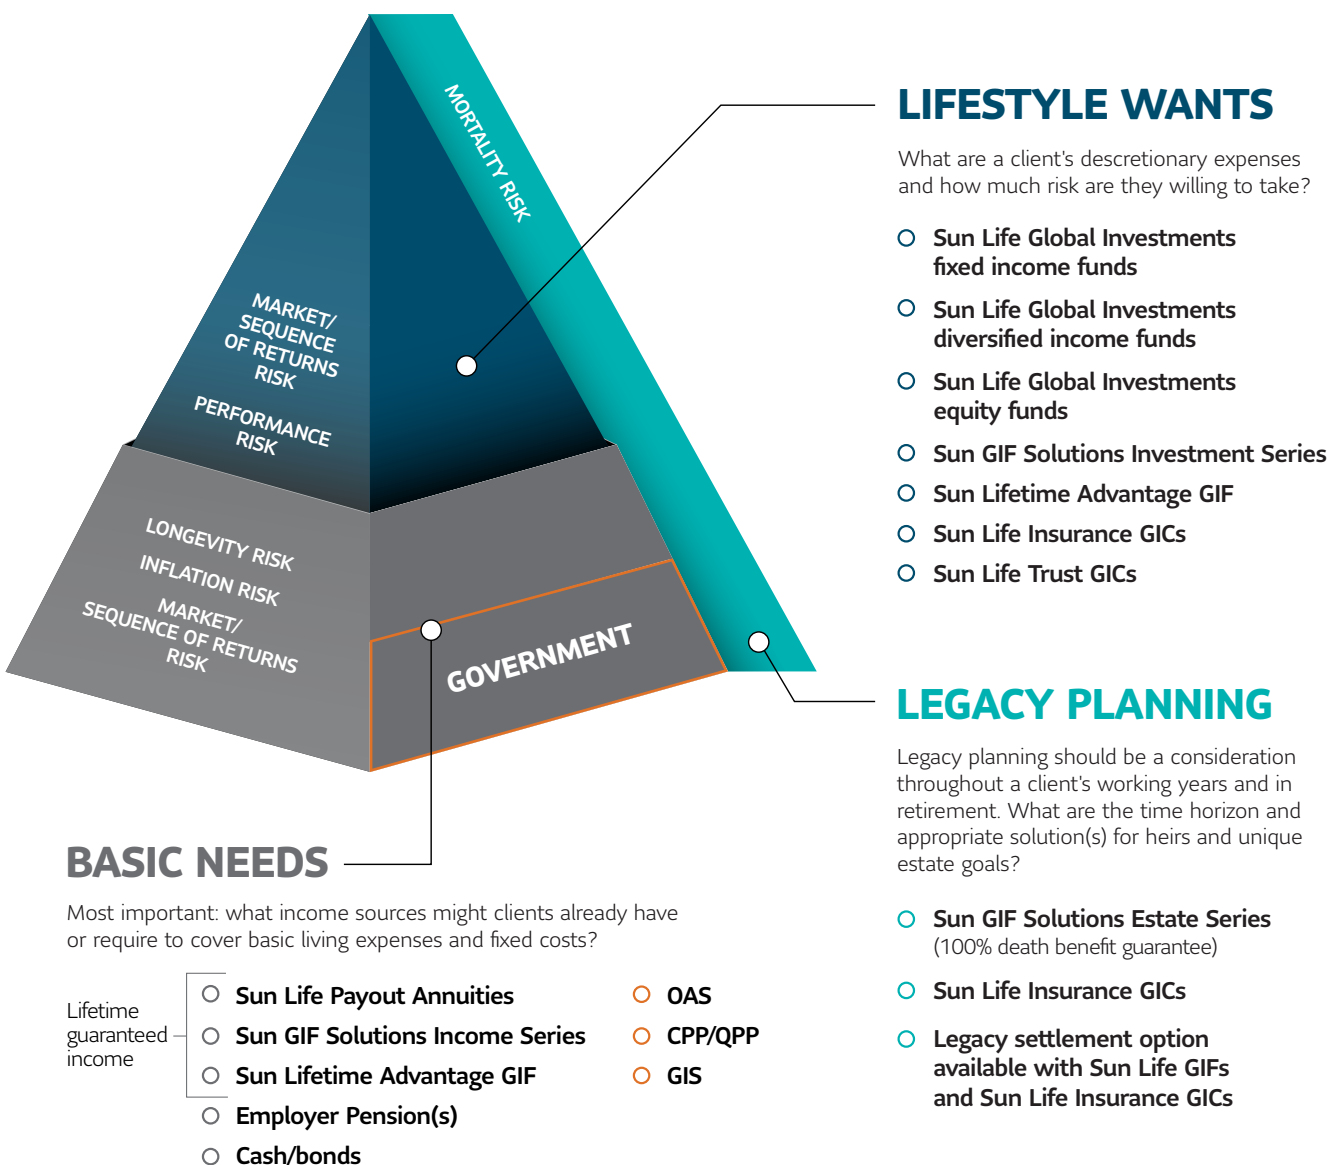 MORTALITY RISK
MARKET/
SEQUENCE
OF RETURNS
RISK
PERFORMANCE
RISK
LONGEVITY RISK
INFLATION RISK
MARKET/
SEQUENCE OF RETURNS
RISK
GOVERNMENT
LIFESTYLE WANTS
What are a client's descretionary expenses
and how much risk are they willing to take?
Sun Life Global Investments
fixed income funds
Sun Life Global Investments
diversified income funds
Sun Life Global Investments
equity funds
Sun GIF Solutions Investment Series
Sun Lifetime Advantage GIF
Sun Life Insurance GICs
Sun Life Trust GICs
LEGACY PLANNING
Legacy planning should be a consideration
throughout a client's working years and in
retirement. What are the time horizon and
appropriate solution(s) for heirs and unique
estate goals?
Sun GIF Solutions Estate Series
(100% death benefit guarantee)
Sun Life Insurance GICs
Legacy settlement option
available with Sun Life GIFs
and Sun Life Insurance GICs
BASIC NEEDS
Most important: what income sources might clients already have
or require to cover basic living expenses and fixed costs?
Lifetime
guaranteed
income
Sun Life Payout Annuities
Sun GIF Solutions Income Series
Sun Lifetime Advantage GIF
Employer Pension(s)
Cash/bonds
OAS
CPP/QPP
GIS